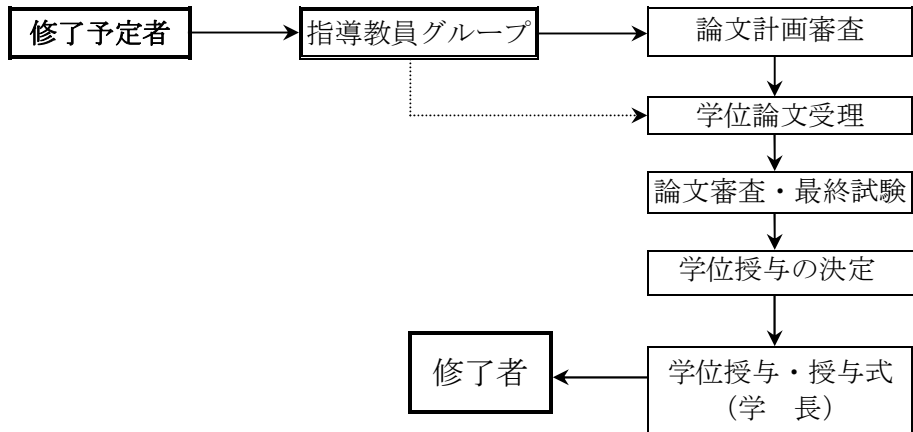 修了予定者
指導教員グループ
論文計画審査
学位論文受理
論文審査・最終試験
学位授与の決定
修了者
学位授与・授与式
（学　長）